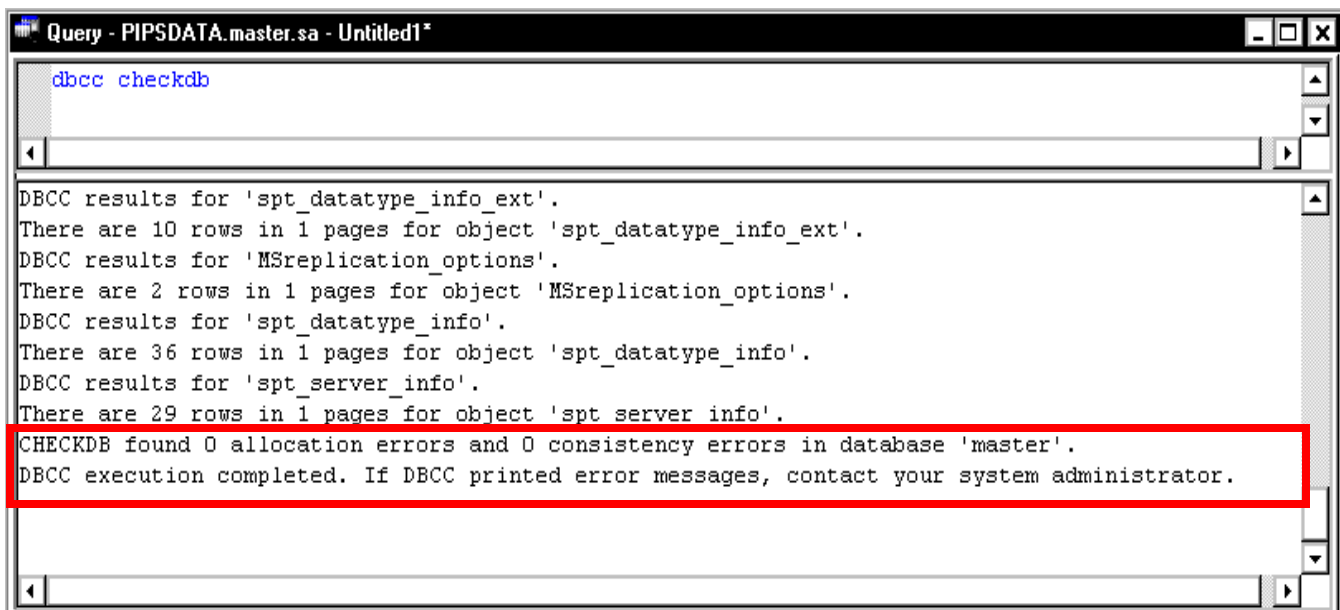 Query - PIPSDATA.master.sa - Untitled1*
dbcc checkdb
DBCC results for 'spt_datatype_info_ext'.
There are 10 rows in 1 pages for object 'spt_datatype_info_ext'.
DBCC results for 'MSreplication_options'.
There are 2 rows in 1 pages for object 'MSreplication_options'.
DBCC results for 'spt_datatype_info'.
There are 36 rows in 1 pages for object 'spt_datatype_info'.
DBCC results for 'spt_server_info'.
There are 29 rows in 1 pages for object 'spt_server_info'.
CHECKDB found 0 allocation errors and 0 consistency errors in database 'master'.
DBCC execution completed. If DBCC printed error messages, contact your system administrator.